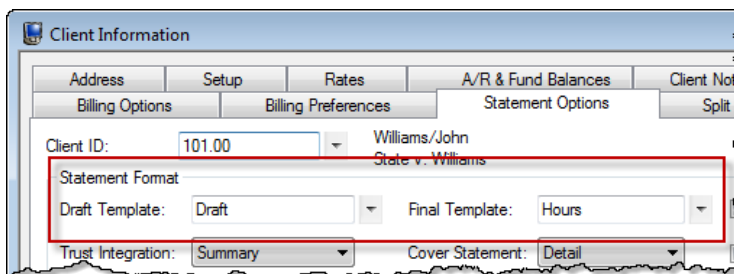 Client Information
Address Setup Rates A/R & Fund Balances Client Not
Billing Options Billing Preferences Statement Options Split
Client ID: 101.00 Williams/John
State v. Williams
Statement Format
Draft Template: Draft Final Template: Hours
Trust Integration: Summary Cover Statement: Detail